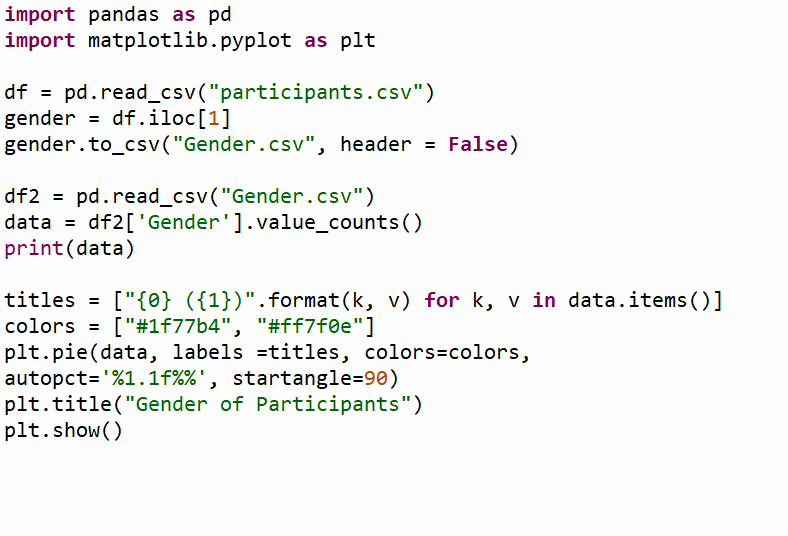 import pandas as pd
import matplotlib.pyplot as plt
df = pd.read_csv("participants.csv")
gender = df.iloc[1]
gender.to_csv("Gender.csv", header = False)
df2 = pd.read_csv("Gender.csv")
data = df2['Gender'].value_counts()
print(data)
titles = ["{0} ({1})".format(k, v) for k, v in data.items()]
colors = ["#1f77b4", "#ff7f0e"]
plt.pie(data, labels =titles, colors=colors,
autopct='%1.1f%%', startangle=90)
plt.title("Gender of Participants")
plt.show()